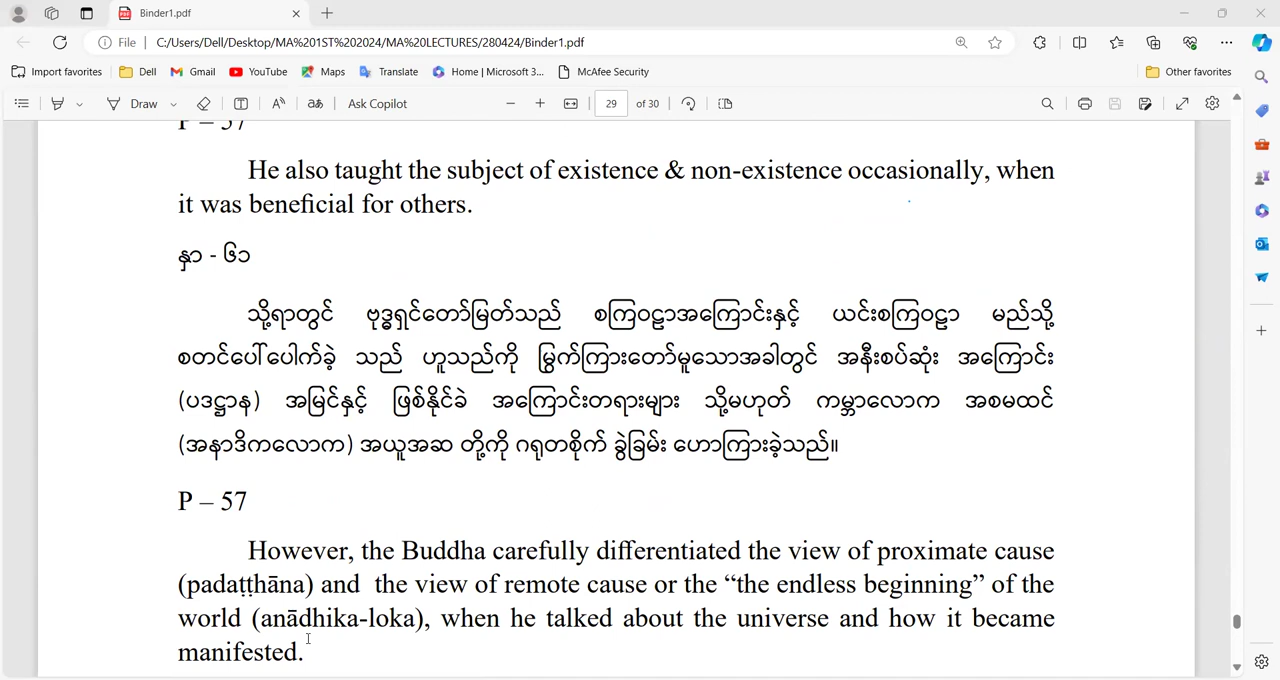 Binder1.pdf
File
C:/Users/Dell/Desktop/MA%201ST%202024/MA%20LECTURES/280424/Binder1.pdf
Import favorites Dell Gmail YouTube Maps Translate Home | Microsoft 3... McAfee Security Other favorites
Draw Ask Copilot 29 of 30
P – 57
He also taught the subject of existence & non-existence occasionally, when
it was beneficial for others.
နှာ - ၆၁
သို့ရာတွင် ဗုဒ္ဓရှင်တော်မြတ်သည် စကြဝဠာအကြောင်းနှင့် ယင်းစကြဝဠာ မည်သို့
စတင်ပေါ်ပေါက်ခဲ့ သည် ဟူသည်ကို မြွက်ကြားတော်မူသောအခါတွင် အနီးစပ်ဆုံး အကြောင်း
(ပဒဋ္ဌာန) အမြင်နှင့် ဖြစ်နိုင်ခဲ အကြောင်းတရားများ သို့မဟုတ် ကမ္ဘာလောက အစမထင်
(အနာဒိကလောက) အယူအဆ တို့ကို ဂရုတစိုက် ခွဲခြမ်း ဟောကြားခဲ့သည်။
P – 57
However, the Buddha carefully differentiated the view of proximate cause
(padaṭṭhāna) and the view of remote cause or the “the endless beginning” of the
world (anādhika-loka), when he talked about the universe and how it became
manifested.